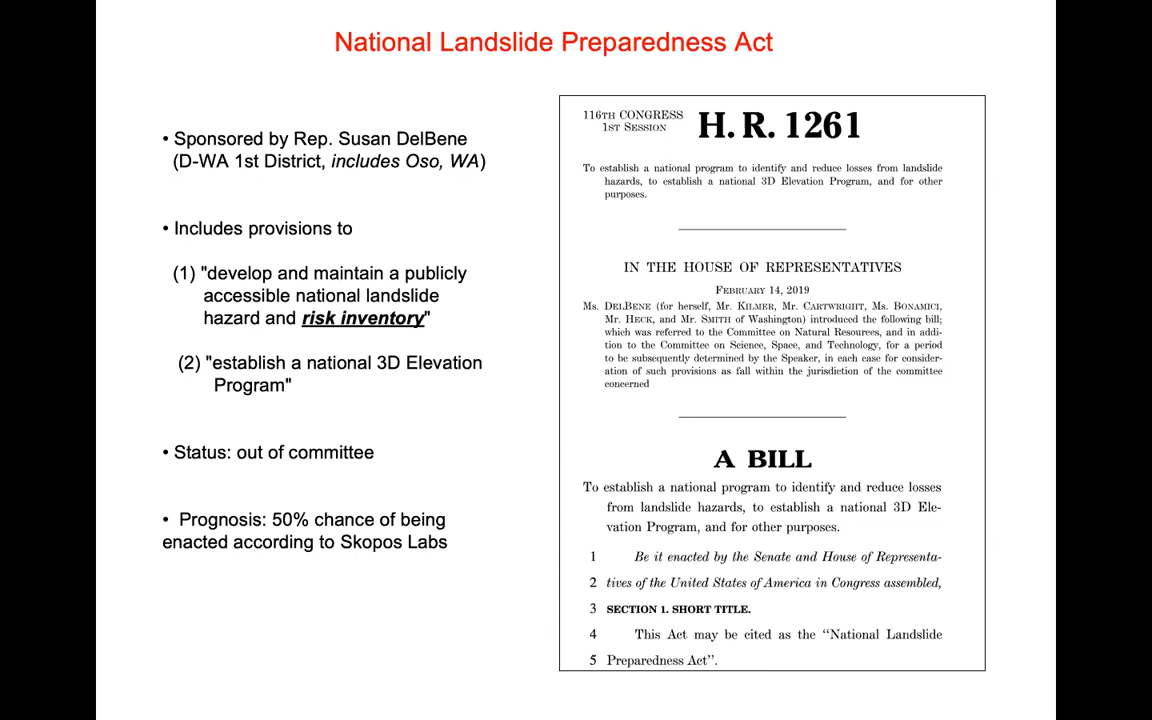 National Landslide Preparedness Act
• Sponsored by Rep. Susan DelBene
(D-WA 1st District, includes Oso, WA)
• Includes provisions to
(1) "develop and maintain a publicly
accessible national landslide
hazard and risk inventory"
(2) "establish a national 3D Elevation
Program"
• Status: out of committee
• Prognosis: 50% chance of being
enacted according to Skopos Labs
116TH CONGRESS
1ST SESSION
H. R. 1261
To establish a national program to identify and reduce losses from landslide
hazards, to establish a national 3D Elevation Program, and for other
purposes.
IN THE HOUSE OF REPRESENTATIVES
FEBRUARY 14, 2019
Ms. DELBENE (for herself, Mr. KILMER, Mr. CARTWRIGHT, Ms. BONAMICI,
Mr. HECK, and Mr. SMITH of Washington) introduced the following bill;
which was referred to the Committee on Natural Resources, and in addi-
tion to the Committee on Science, Space, and Technology, for a period
to be subsequently determined by the Speaker, in each case for consider-
ation of such provisions as fall within the jurisdiction of the committee
concerned
A BILL
To establish a national program to identify and reduce losses
from landslide hazards, to establish a national 3D Ele-
vation Program, and for other purposes.
1 Be it enacted by the Senate and House of Representa-
2 tives of the United States of America in Congress assembled,
3 SECTION 1. SHORT TITLE.
4 This Act may be cited as the ‘‘National Landslide
5 Preparedness Act’’.